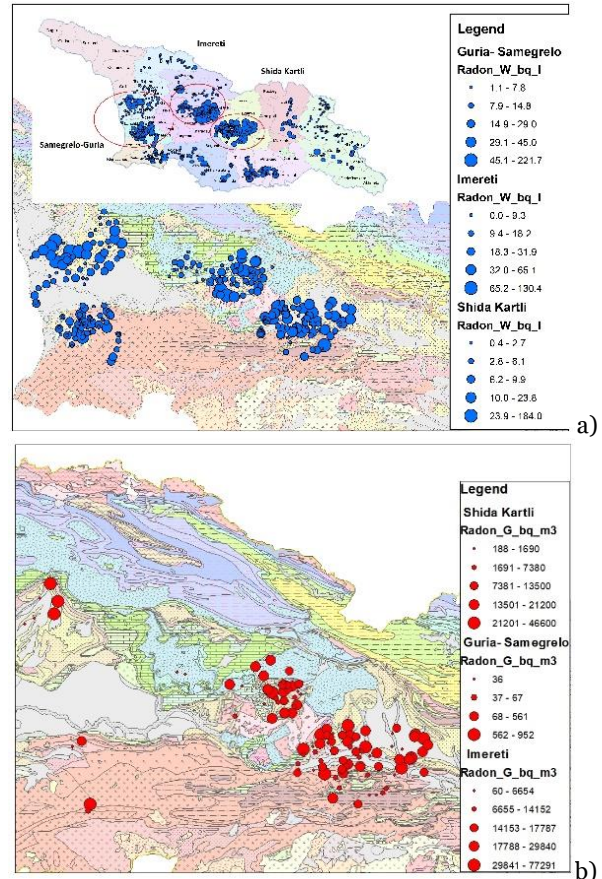 Imereti
Shida Kartli
Samegrelo-Guria
Legend
Guria- Samegrelo
Radon_W_bq_l
1.1 - 7.8
7.9 - 14.8
14.9 - 29.0
29.1 - 45.0
45.1 - 221.7
Imereti
Radon_W_bq_l
0.0 - 9.3
9.4 - 18.2
18.3 - 31.9
32.0 - 65.1
65.2 - 130.4
Shida Kartli
Radon_W_bq_l
0.4 - 2.7
2.8 - 8.1
8.2 - 9.9
10.0 - 23.8
23.9 - 184.0
a)
Legend
Shida Kartli
Radon_G_bq_m3
188 - 1690
1691 - 7380
7381 - 13500
13501 - 21200
21201 - 46600
Guria- Samegrelo
Radon_G_bq_m3
36
37 - 67
68 - 561
562 - 952
Imereti
Radon_G_bq_m3
60 - 6654
6655 - 14152
14153 - 17787
17788 - 29840
29841 - 77291
b)